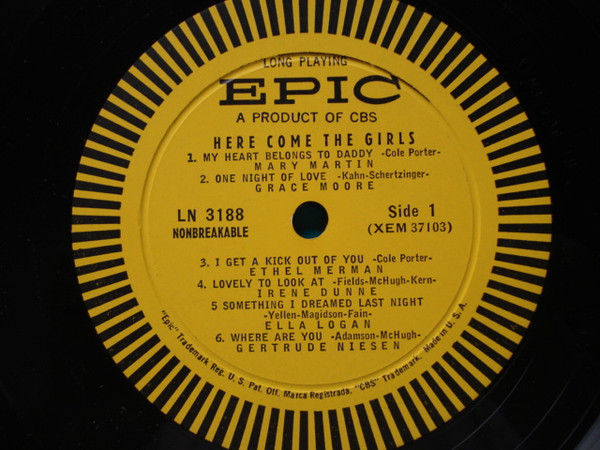 LONG PLAYING
EPIC
A PRODUCT OF CBS
HERE COME THE GIRLS
1. MY HEART BELONGS TO DADDY -Cole Porter-
MARY MARTIN
2. ONE NIGHT OF LOVE -Kahn-Schertzinger-
GRACE MOORE
LN 3188
NONBREAKABLE
Side 1
(XEM 37103)
3. I GET A KICK OUT OF YOU -Cole Porter-
ETHEL MERMAN
4. LOVELY TO LOOK AT -Fields-McHugh-Kern-
IRENE DUNNE
5 SOMETHING I DREAMED LAST NIGHT
-Yellen-Magidson-Fain-
ELLA LOGAN
6. WHERE ARE YOU -Adamson-McHugh-
GERTRUDE NIESEN
"Epic" Trademark Reg. U. S. Pat. Off. Marca Registrada. "CBS" Trademark. Made in U. S. A.